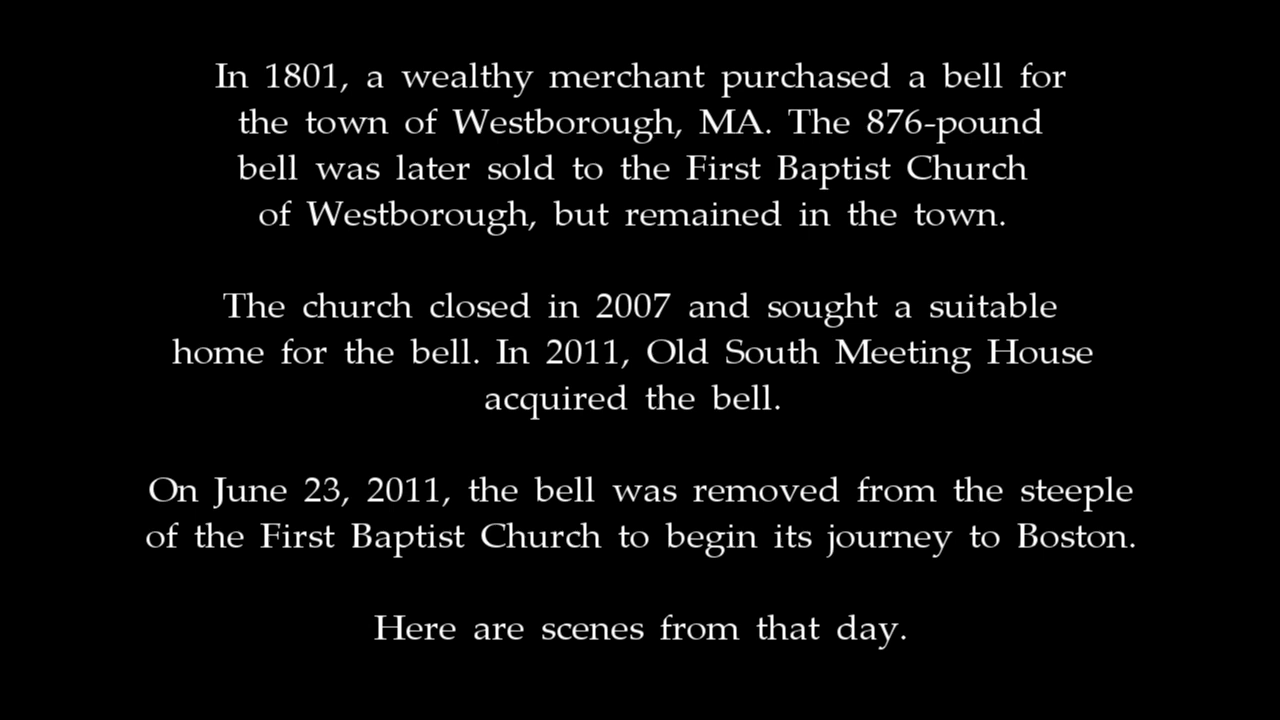 In 1801, a wealthy merchant purchased a bell for
the town of Westborough, MA. The 876-pound
bell was later sold to the First Baptist Church
of Westborough, but remained in the town.
The church closed in 2007 and sought a suitable
home for the bell. In 2011, Old South Meeting House
acquired the bell.
On June 23, 2011, the bell was removed from the steeple
of the First Baptist Church to begin its journey to Boston.
Here are scenes from that day.